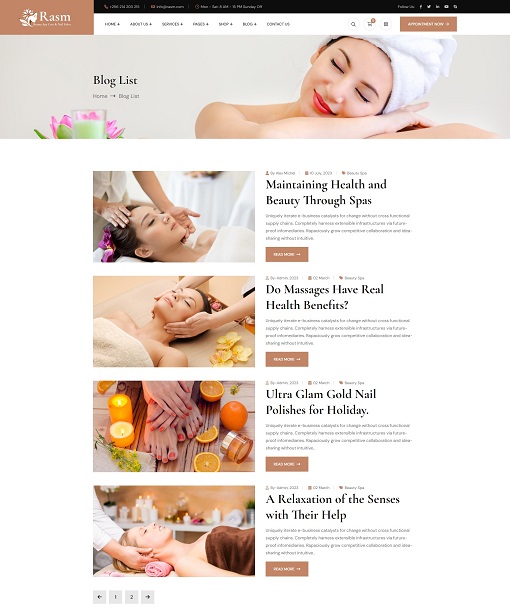 Rasm
+256 214 203 215
info@rasm.com
Mon - Sat: 8 AM - 15 PM Sunday Off
Follow Us:
HOME +
ABOUT US +
SERVICES +
PAGES +
SHOP +
BLOG +
CONTACT US
APPOINTMENT NOW
Blog List
Home
Blog List
By Alex Michel
10 July, 2023
Beauty Spa
Maintaining Health and
Beauty Through Spas
Uniquely iterate e-business catalysts for change without cross functional
supply chains. Completely harness extensible infrastructures via future-
proof infomediaries. Rapaciously grow competitive collaboration and idea-
sharing without intuitive.
READ MORE
By- Admin, 2023
02 March
Beauty Spa
Do Massages Have Real
Health Benefits?
Uniquely iterate e-business catalysts for change without cross functional
supply chains. Completely harness extensible infrastructures via future-
proof infomediaries. Rapaciously grow competitive collaboration and idea-
sharing without intuitive.
READ MORE
By- Admin, 2023
02 March
Beauty Spa
Ultra Glam Gold Nail
Polishes for Holiday.
Uniquely iterate e-business catalysts for change without cross functional
supply chains. Completely harness extensible infrastructures via future-
proof infomediaries. Rapaciously grow competitive collaboration and idea-
sharing without intuitive.
READ MORE
By- Admin, 2023
02 March
Beauty Spa
A Relaxation of the Senses
with Their Help
Uniquely iterate e-business catalysts for change without cross functional
supply chains. Completely harness extensible infrastructures via future-
proof infomediaries. Rapaciously grow competitive collaboration and idea-
sharing without intuitive.
READ MORE
1
2